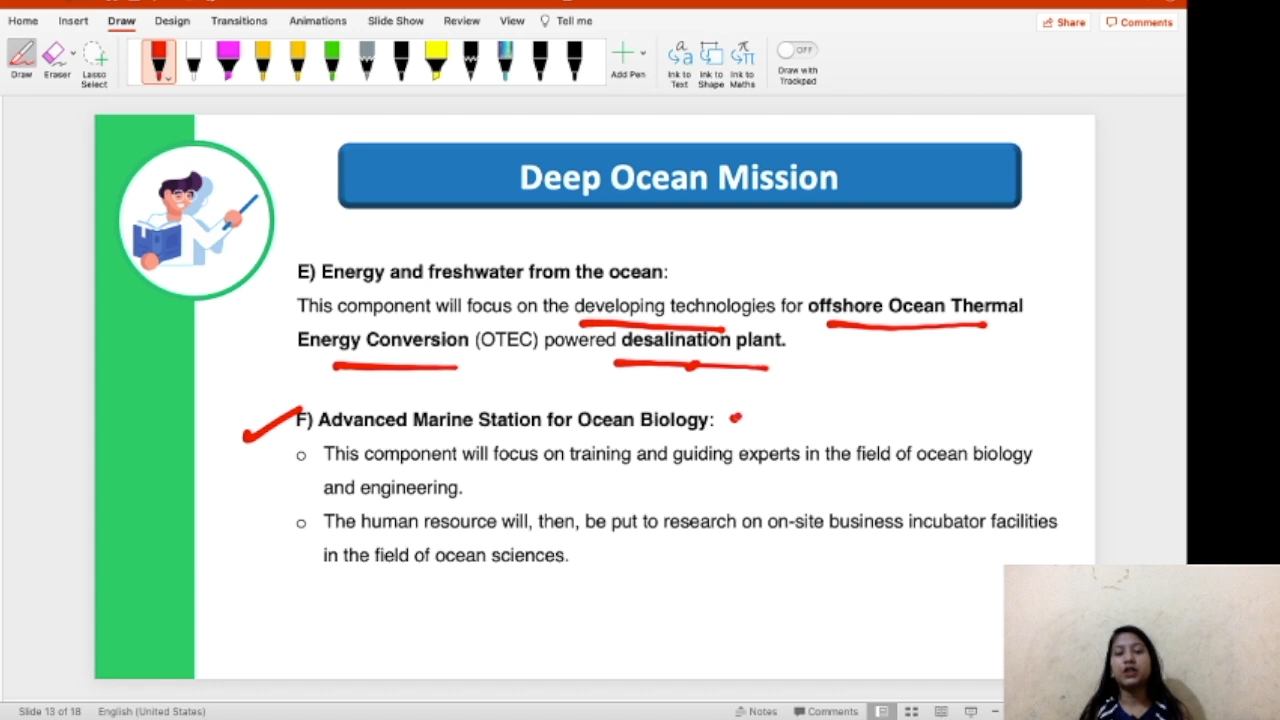 Home Insert Draw Design Transitions Animations Slide Show Review View Tell me Share Comments
Draw Eraser Lasso Select Add Pen Ink to Text Ink to Shape Ink to Maths OFF Draw with Trackpad
Deep Ocean Mission
E) Energy and freshwater from the ocean:
This component will focus on the developing technologies for offshore Ocean Thermal
Energy Conversion (OTEC) powered desalination plant.
F) Advanced Marine Station for Ocean Biology:
o This component will focus on training and guiding experts in the field of ocean biology
and engineering.
o The human resource will, then, be put to research on on-site business incubator facilities
in the field of ocean sciences.
Slide 13 of 18 English (United States) Notes Comments